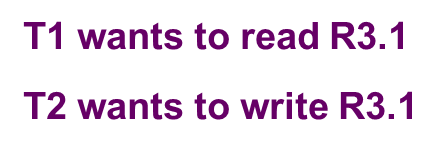 T1 wants to read R3.1
T2 wants to write R3.1